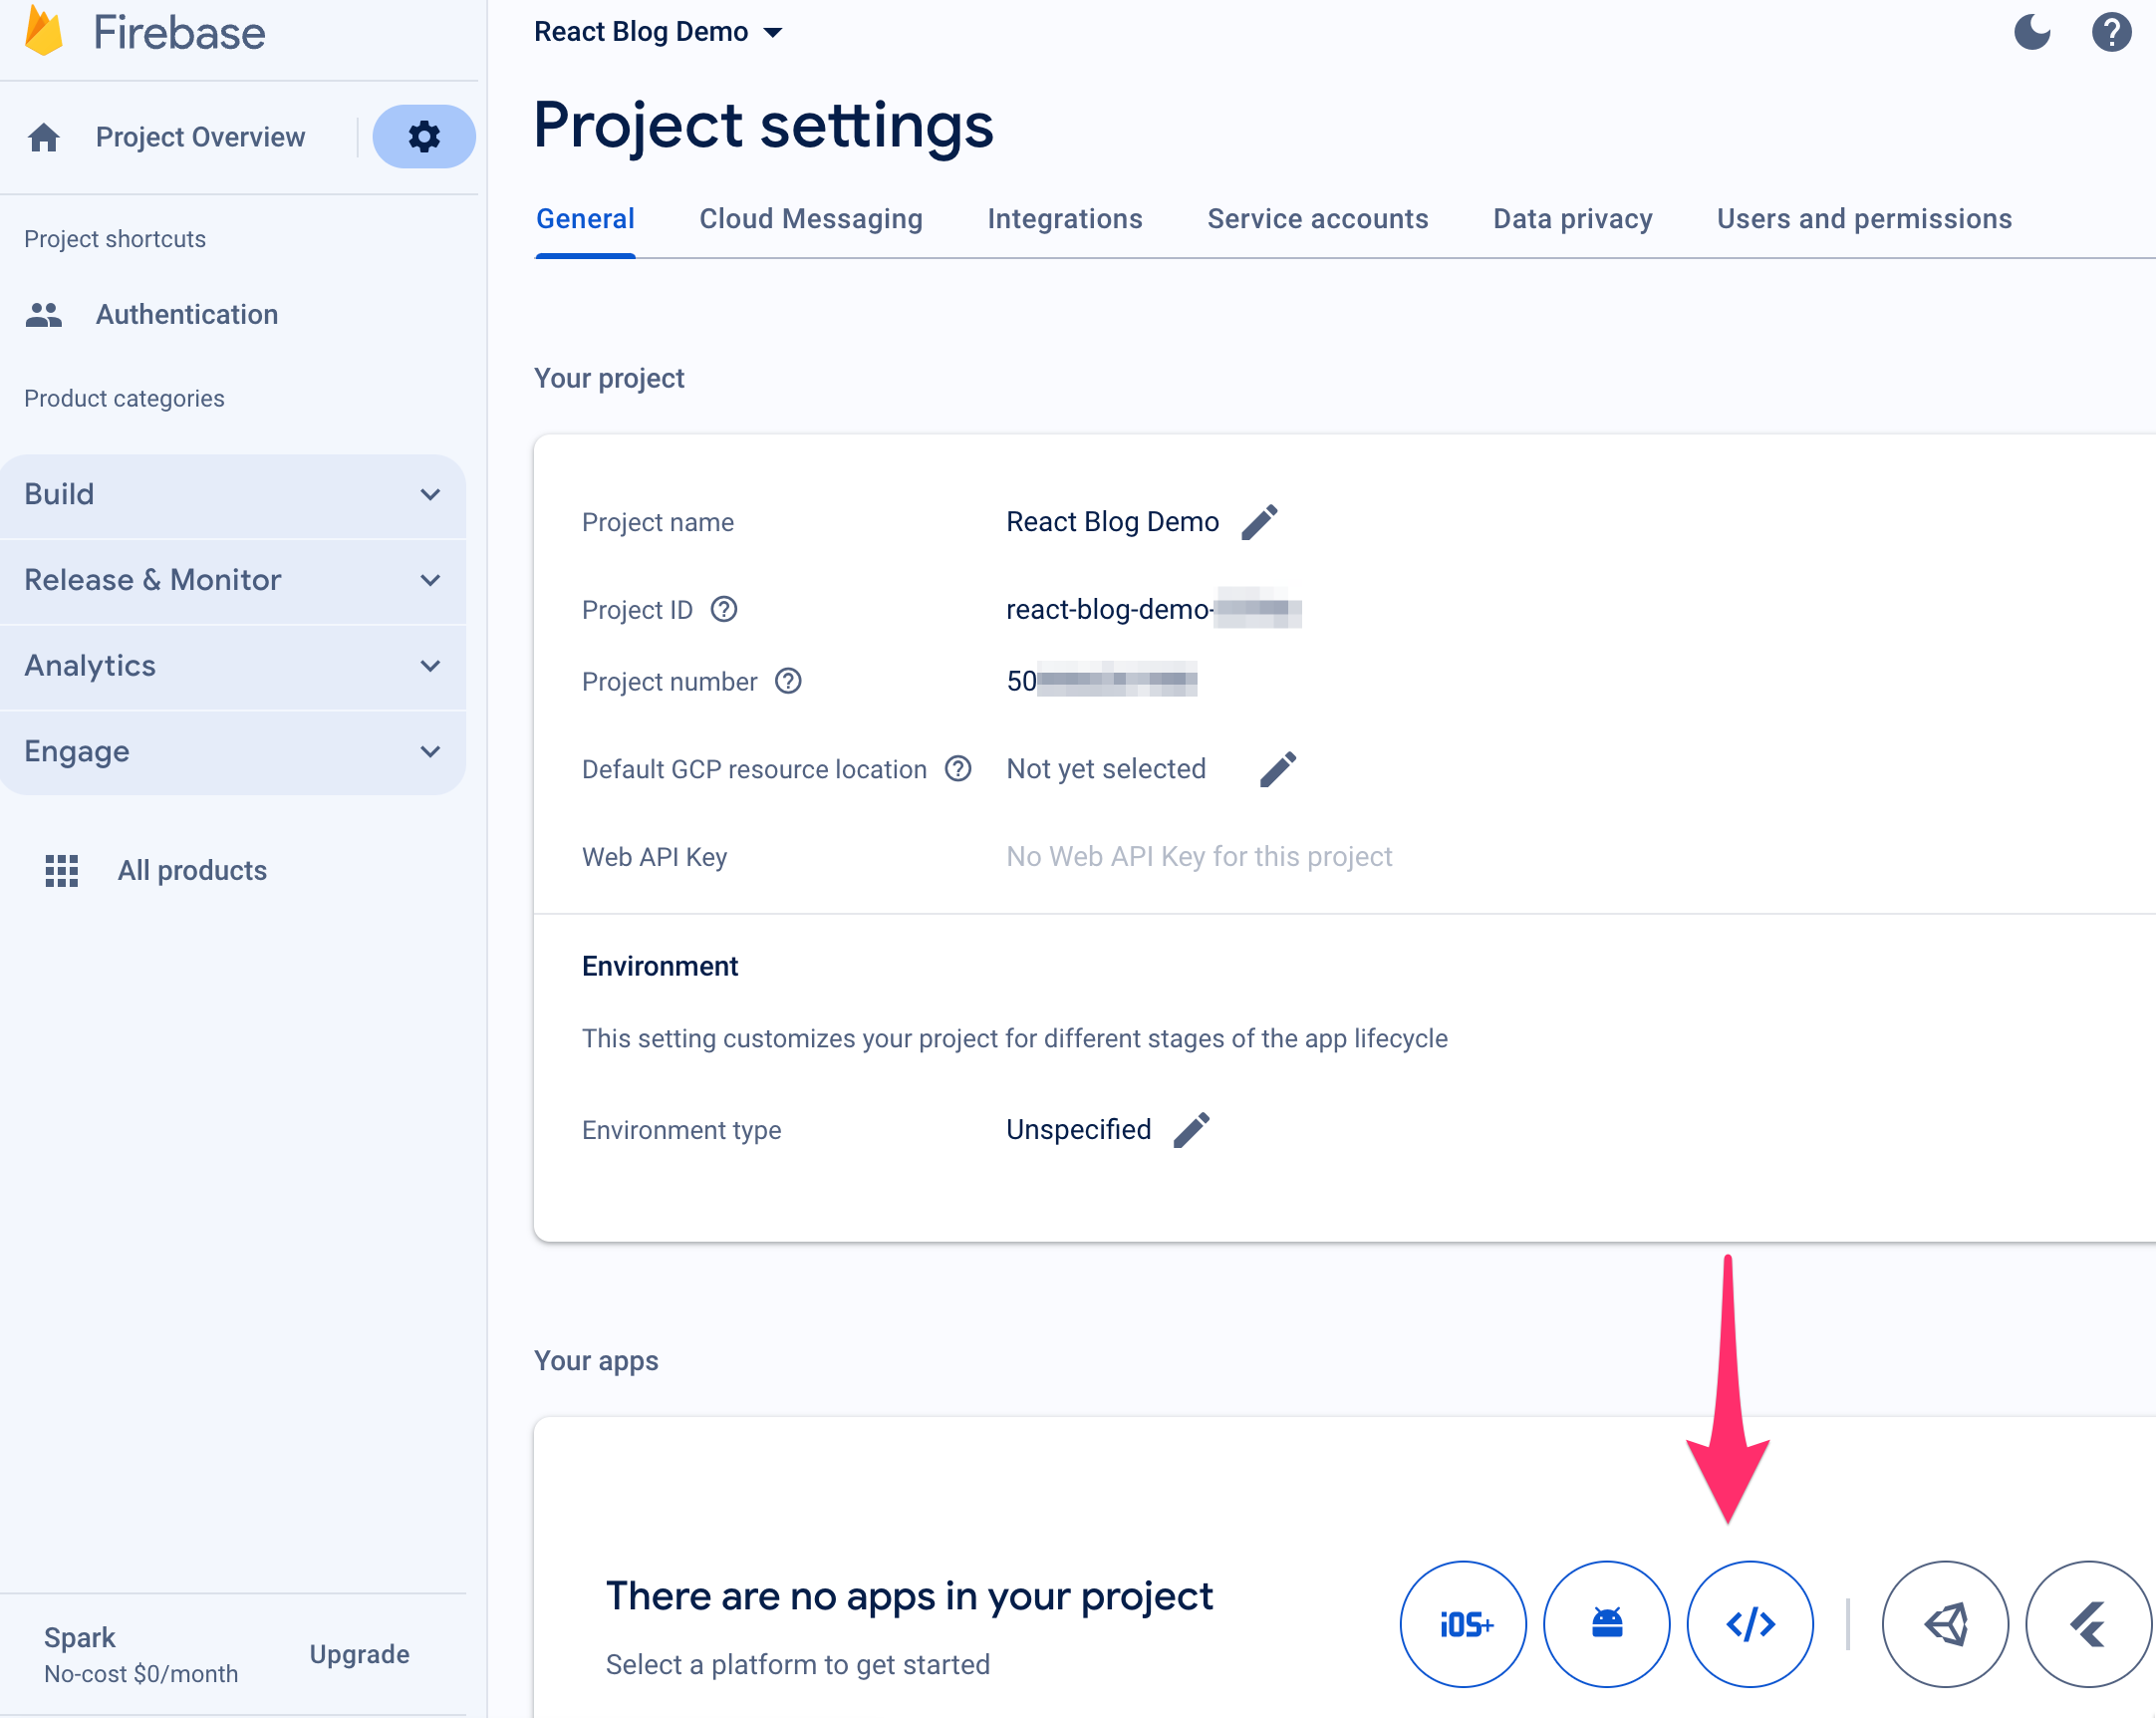 Firebase
Project Overview
Project shortcuts
Authentication
Product categories
Build
Release & Monitor
Analytics
Engage
All products
Spark
No-cost $0/month
Upgrade
React Blog Demo
Project settings
General Cloud Messaging Integrations Service accounts Data privacy Users and permissions
Your project
Project name React Blog Demo
Project ID react-blog-demo-
Project number 50
Default GCP resource location Not yet selected
Web API Key No Web API Key for this project
Environment
This setting customizes your project for different stages of the app lifecycle
Environment type Unspecified
Your apps
There are no apps in your project
Select a platform to get started
iOS+